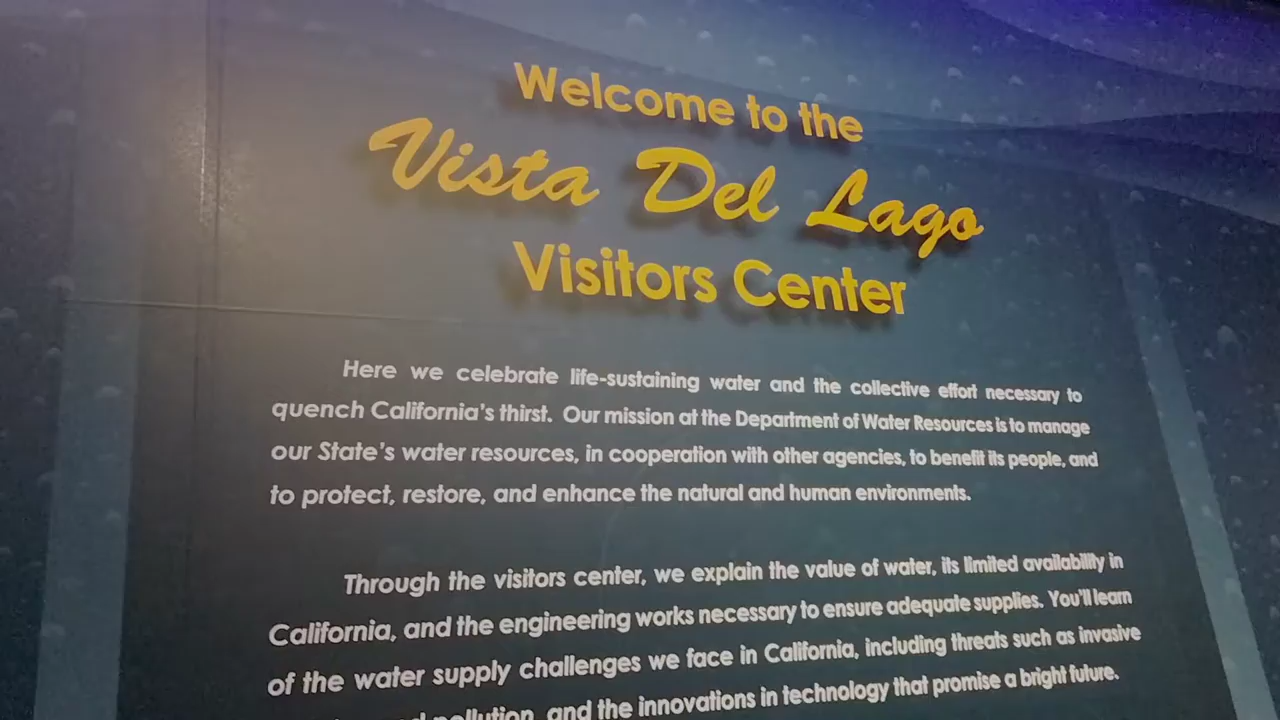 Welcome to the
Vista Del Lago
Visitors Center
Here we celebrate life-sustaining water and the collective effort necessary to
quench California's thirst. Our mission at the Department of Water Resources is to manage
our State's water resources, in cooperation with other agencies, to benefit its people, and
to protect, restore, and enhance the natural and human environments.
Through the visitors center, we explain the value of water, its limited availability in
California, and the engineering works necessary to ensure adequate supplies. You'll learn
of the water supply challenges we face in California, including threats such as invasive
pollution, and the innovations in technology that promise a bright future.